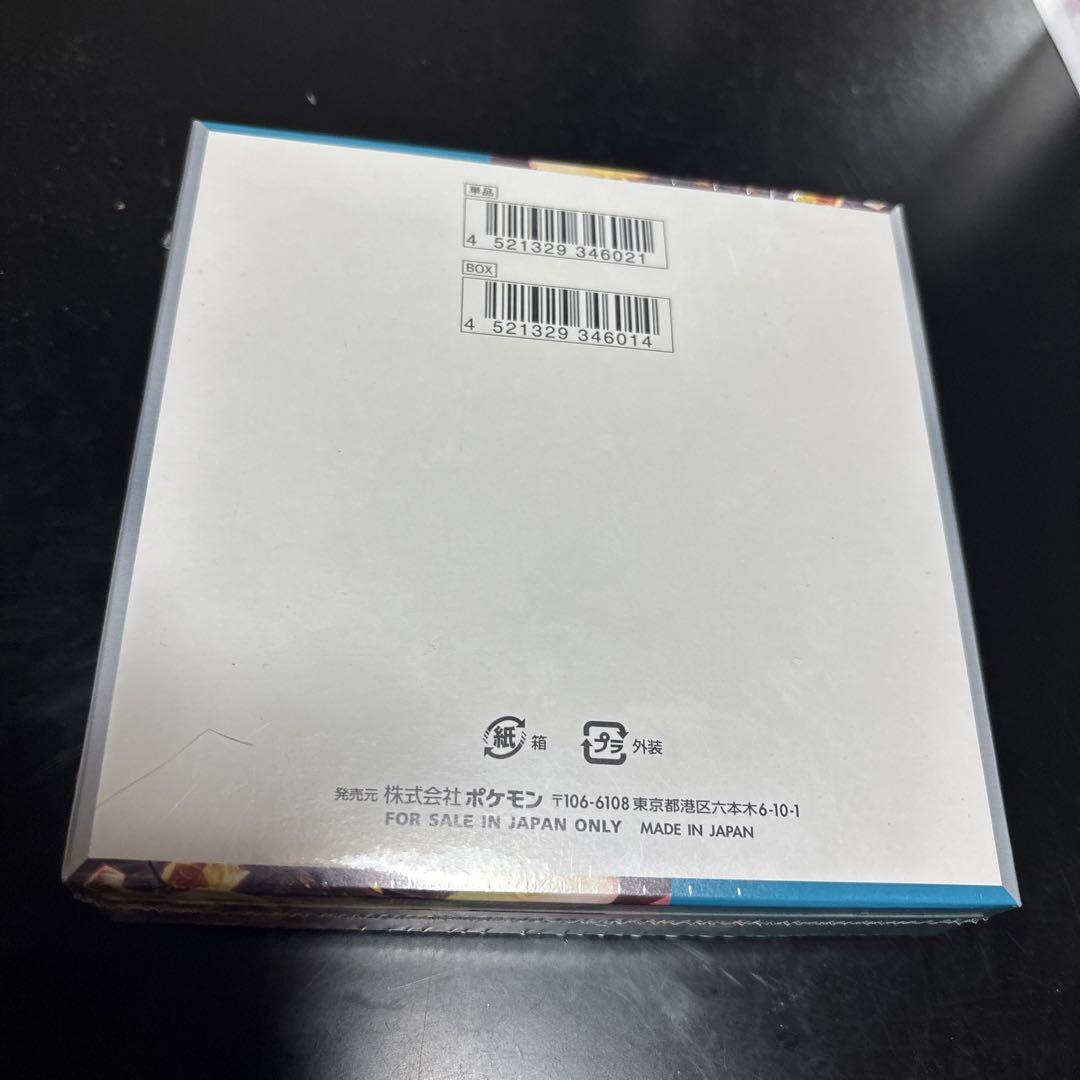 単品
4 521329 346021
BOX
4 521329 346014
紙 箱 プラ 外装
発売元 株式会社ポケモン 〒106-6108 東京都港区六本木6-10-1
FOR SALE IN JAPAN ONLY MADE IN JAPAN